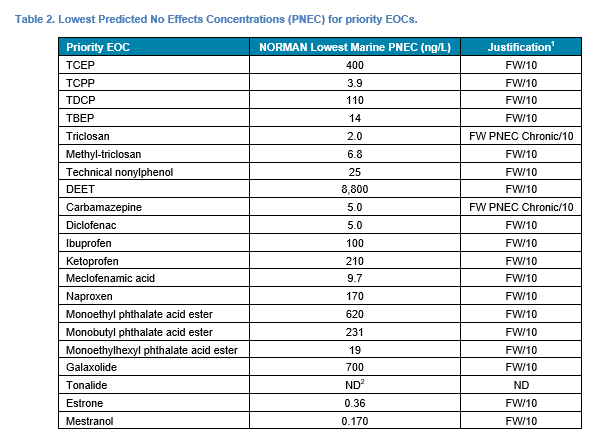 Table 2. Lowest Predicted No Effects Concentrations (PNEC) for priority EOCs.
Priority EOC NORMAN Lowest Marine PNEC (ng/L) Justification¹
TCEP 400 FW/10
TCPP 3.9 FW/10
TDCP 110 FW/10
TBEP 14 FW/10
Triclosan 2.0 FW PNEC Chronic/10
Methyl-triclosan 6.8 FW/10
Technical nonylphenol 25 FW/10
DEET 8,800 FW/10
Carbamazepine 5.0 FW PNEC Chronic/10
Diclofenac 5.0 FW/10
Ibuprofen 100 FW/10
Ketoprofen 210 FW/10
Meclofenamic acid 9.7 FW/10
Naproxen 170 FW/10
Monoethyl phthalate acid ester 620 FW/10
Monobutyl phthalate acid ester 231 FW/10
Monoethylhexyl phthalate acid ester 19 FW/10
Galaxolide 700 FW/10
Tonalide ND² ND
Estrone 0.36 FW/10
Mestranol 0.170 FW/10